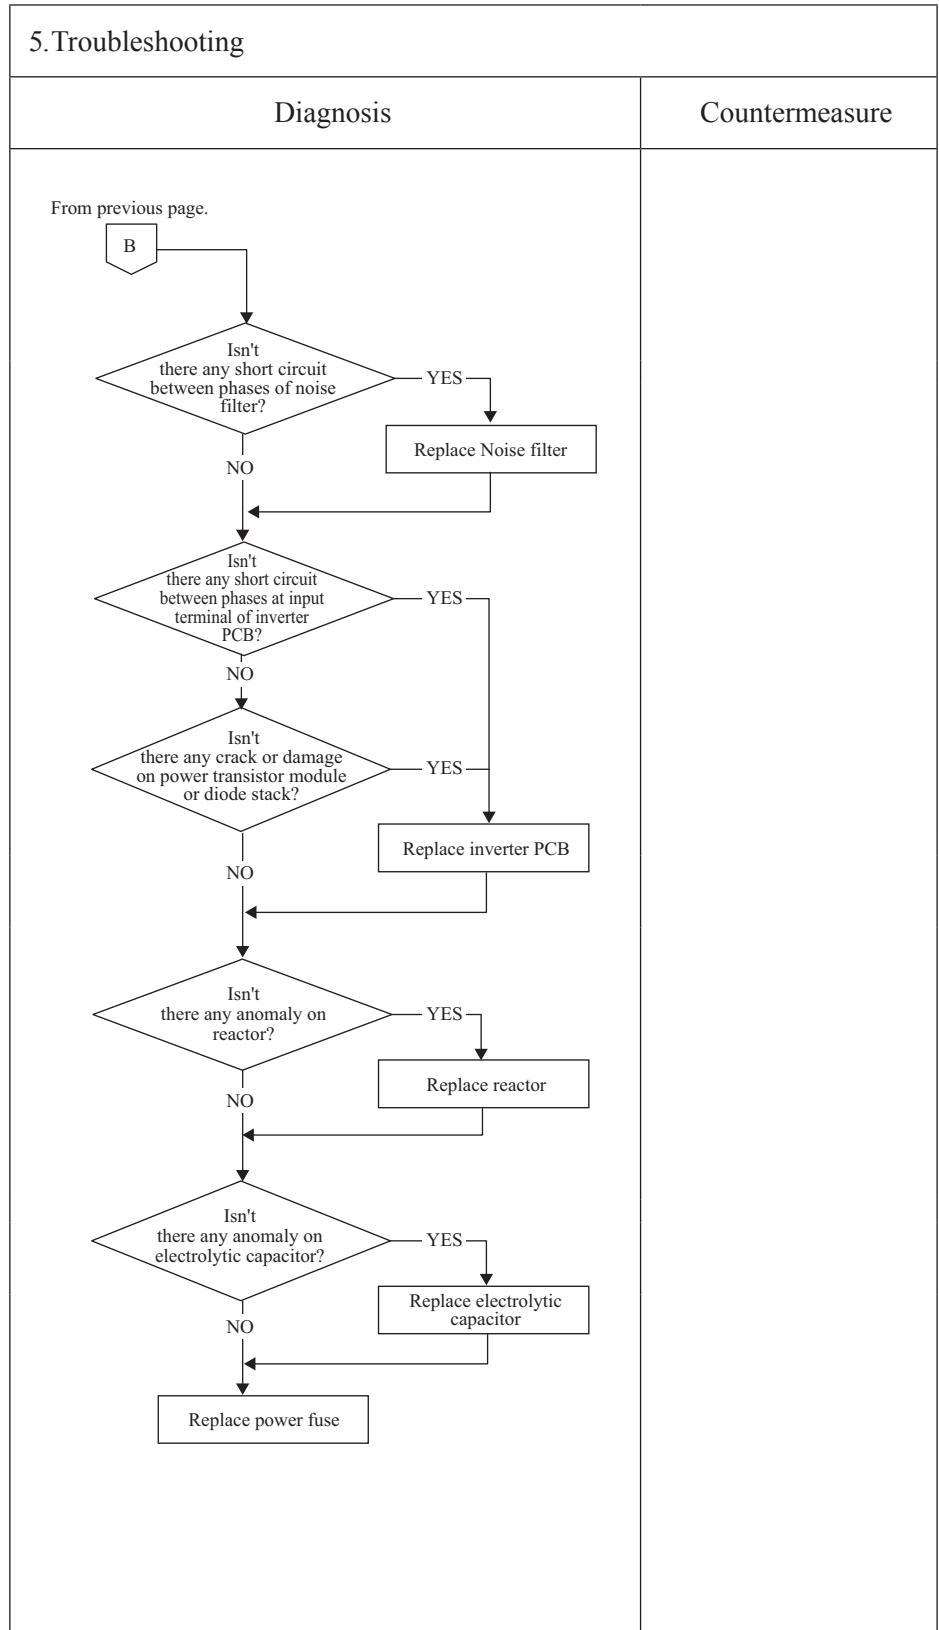 5.Troubleshooting
Diagnosis
Countermeasure
From previous page.
B
Isn't
there any short circuit
between phases of noise
filter?
YES
Replace Noise filter
NO
Isn't
there any short circuit
between phases at input
terminal of inverter
PCB?
YES
NO
Isn't
there any crack or damage
on power transistor module
or diode stack?
YES
Replace inverter PCB
NO
Isn't
there any anomaly on
reactor?
YES
Replace reactor
NO
Isn't
there any anomaly on
electrolytic capacitor?
YES
Replace electrolytic
capacitor
NO
Replace power fuse